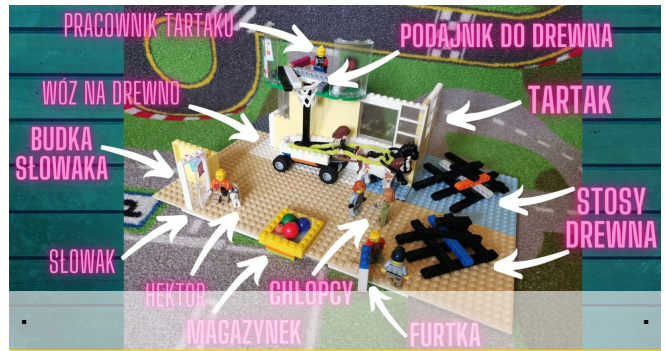 PRACOWNIK TARTAKU
PODAJNIK DO DREWNA
WÓZ NA DREWNO
TARTAK
BUDKA
SŁOWAKA
STOSY
DREWNA
SŁOWAK
HEKTOR
CHŁOPCY
MAGAZYNEK
FURTKA